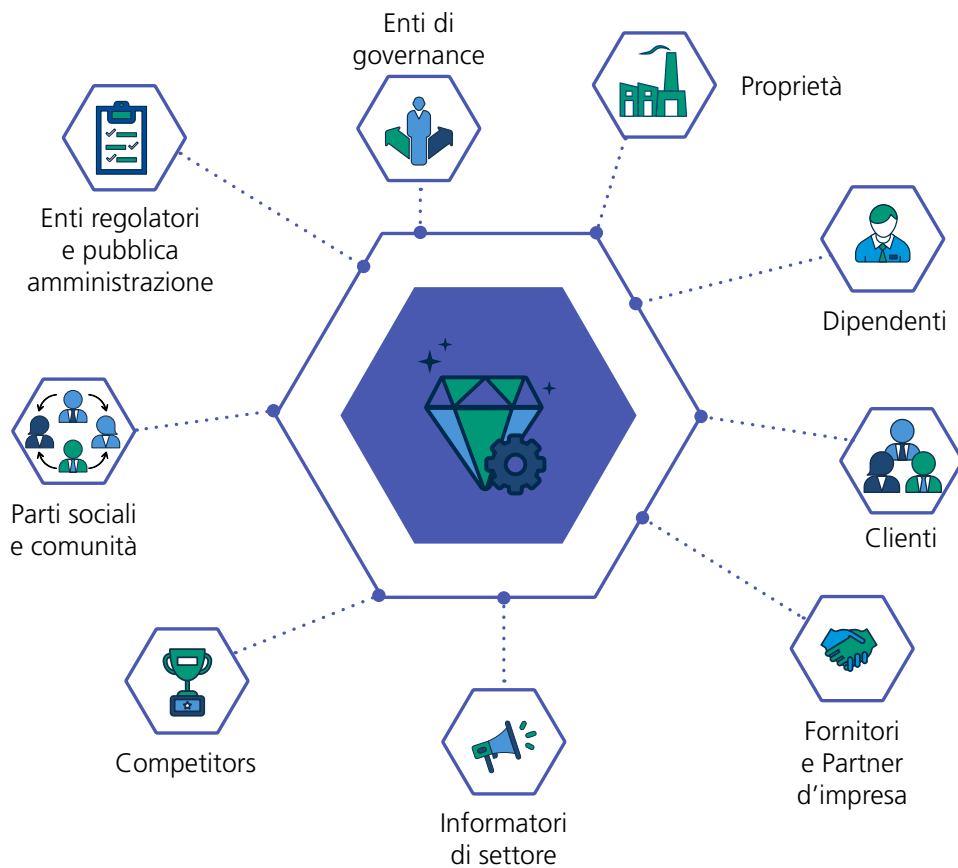 Enti di
governance
Proprietà
Enti regolatori
e pubblica
amministrazione
Dipendenti
Parti sociali
e comunità
Clienti
Competitors
Fornitori
e Partner
d’impresa
Informatori
di settore